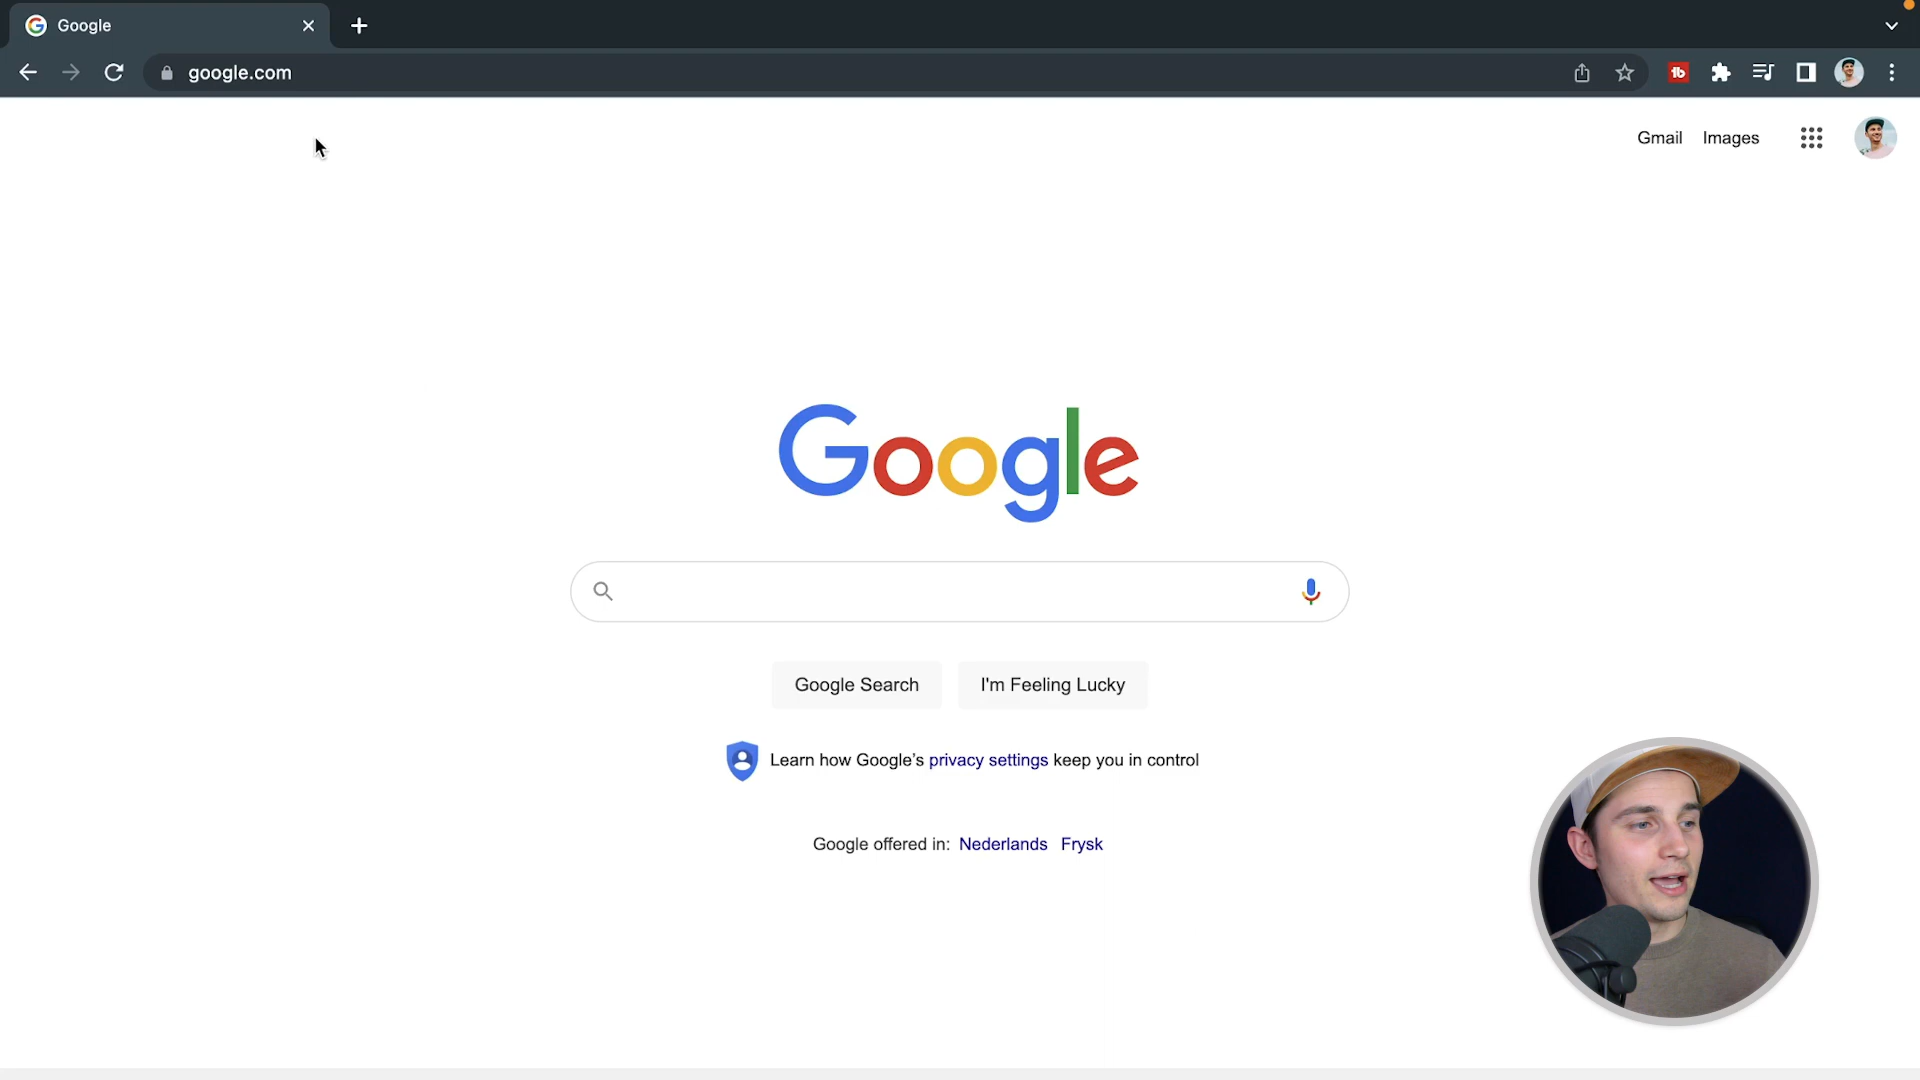 Google
google.com
Gmail Images
Google
Google Search I'm Feeling Lucky
Learn how Google’s privacy settings keep you in control
Google offered in: Nederlands Frysk